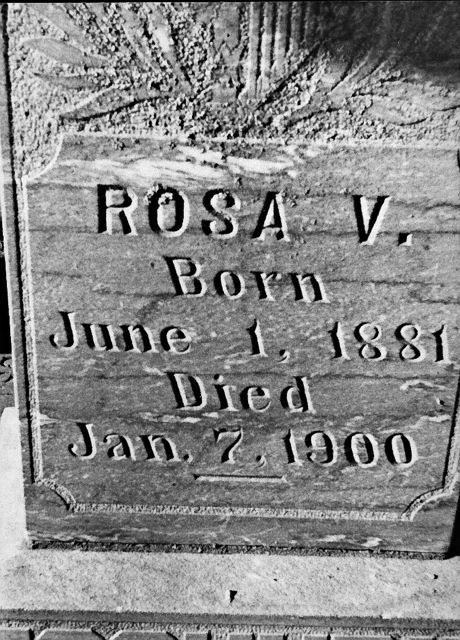 ROSA V.
Born
June 1, 1881
Died
Jan. 7, 1900